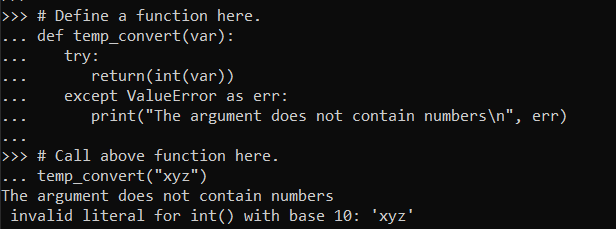 >>> # Define a function here.
... def temp_convert(var):
...    try:
...       return(int(var))
...    except ValueError as err:
...       print("The argument does not contain numbers\n", err)
...
>>> # Call above function here.
... temp_convert("xyz")
The argument does not contain numbers
 invalid literal for int() with base 10: 'xyz'